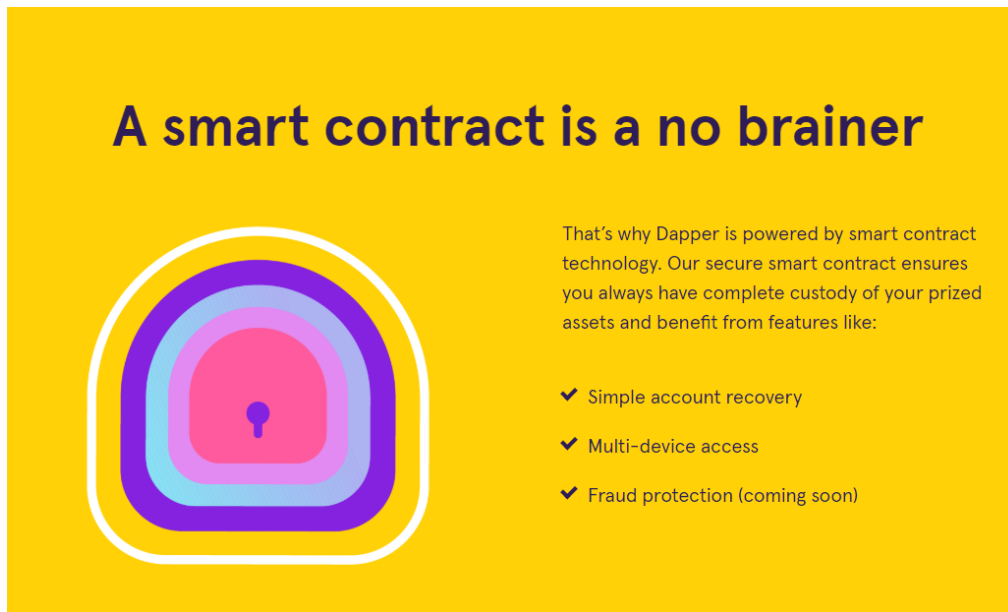 A smart contract is a no brainer
That’s why Dapper is powered by smart contract
technology. Our secure smart contract ensures
you always have complete custody of your prized
assets and benefit from features like:
Simple account recovery
Multi-device access
Fraud protection (coming soon)